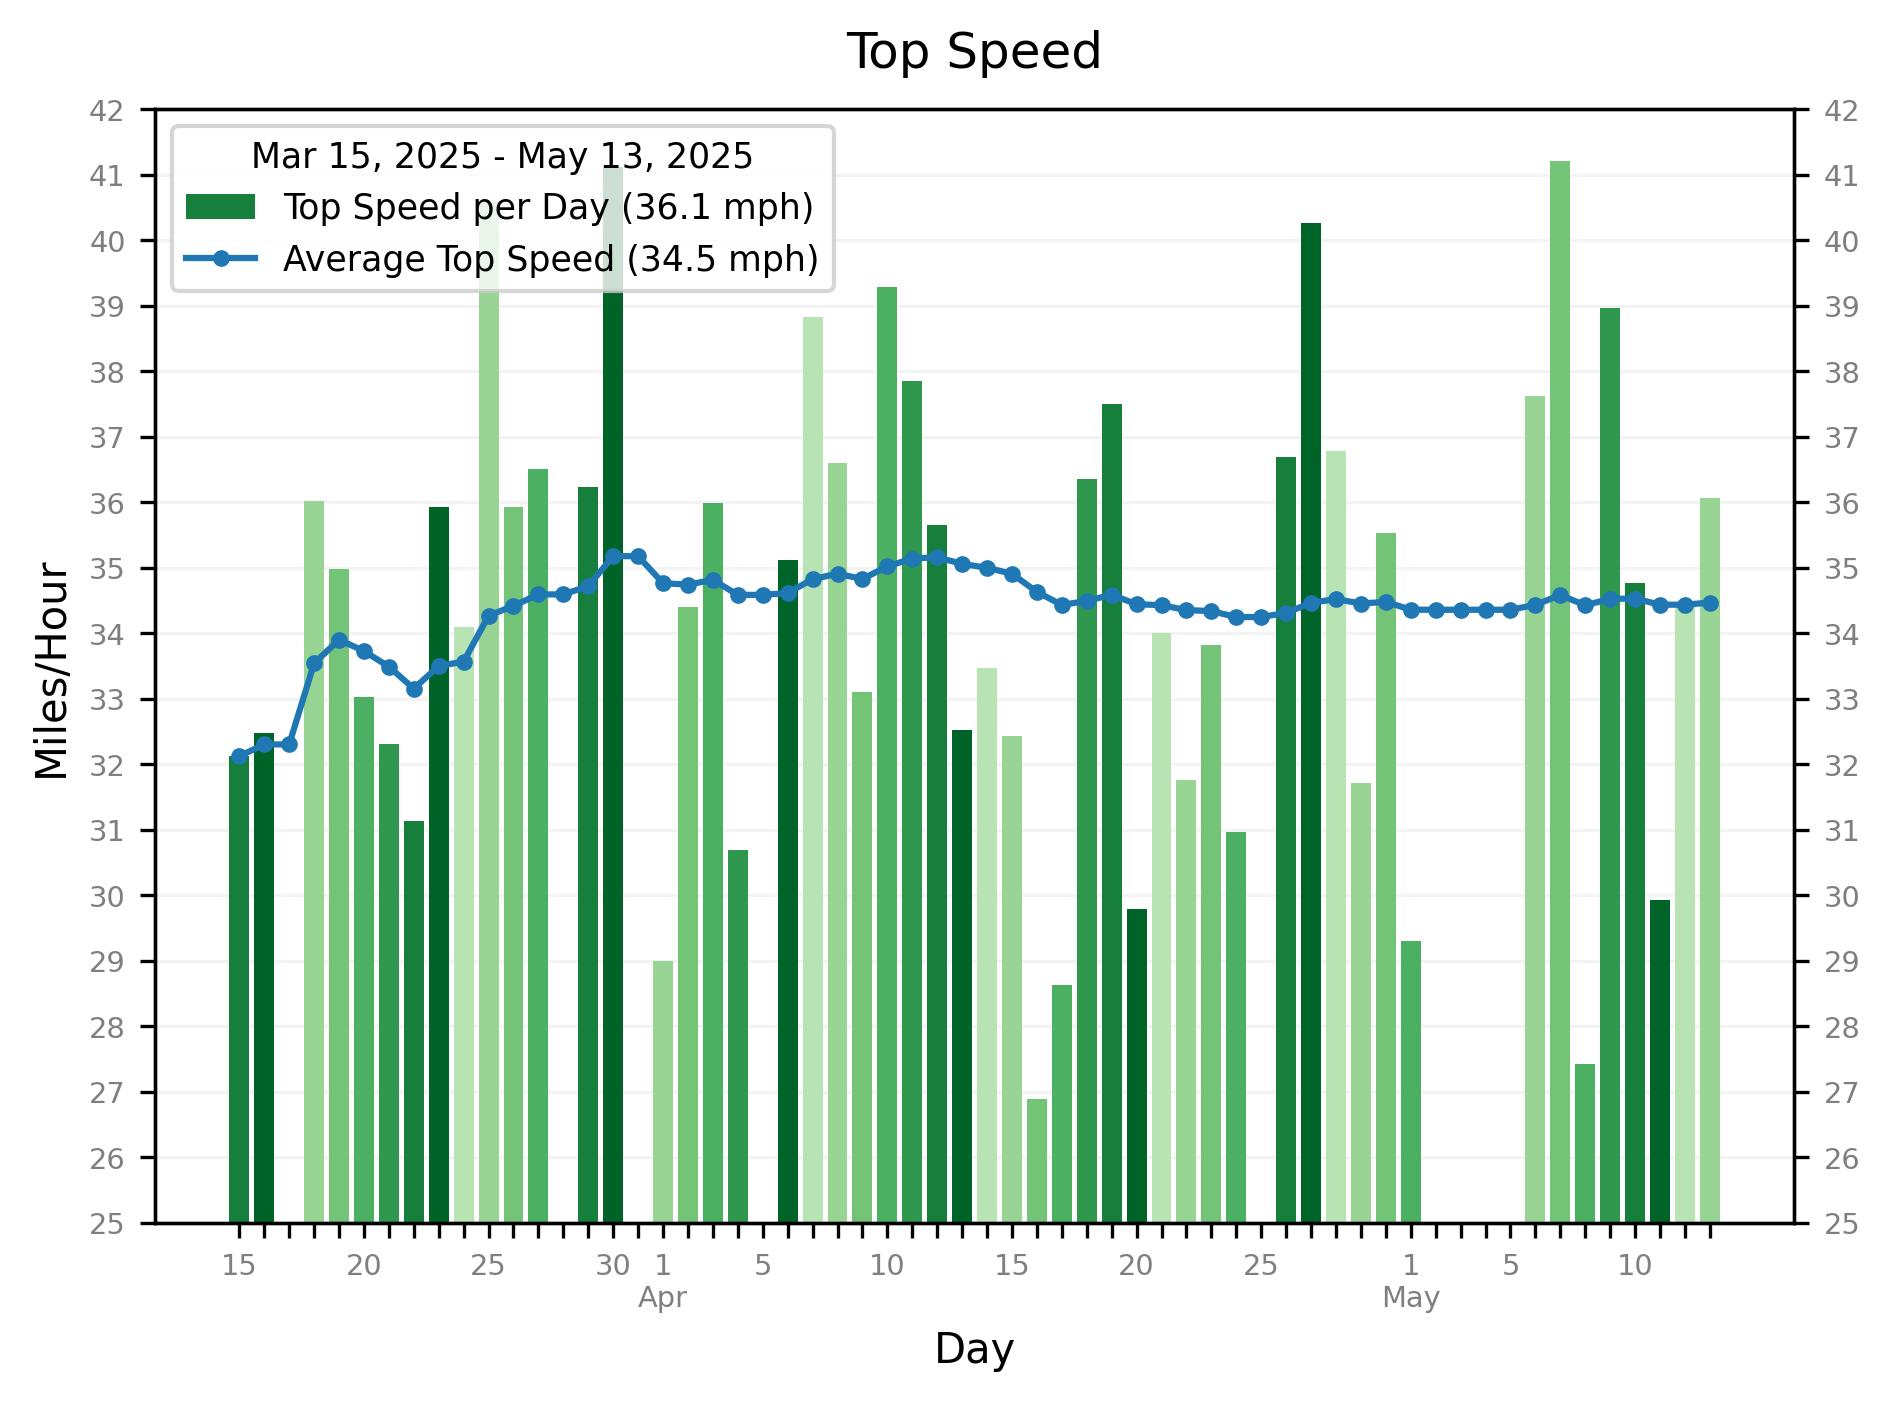 Top Speed
Mar 15, 2025 - May 13, 2025
Top Speed per Day (36.1 mph)
Average Top Speed (34.5 mph)
42 42
41 41
40 40
39 39
38 38
37 37
36 36
35 35
34 34
33 33
32 32
31 31
30 30
29 29
28 28
27 27
26 26
25 25
Miles/Hour
15 20 25 30 1 5 10 15 20 25 1 5 10
Apr May
Day